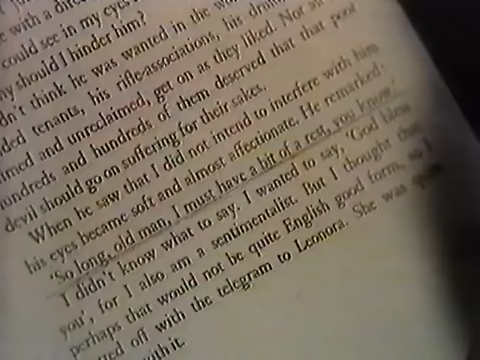 could see in my eyes
why should I hinder him?
didn't think he was wanted in the
ded tenants, his rifle-associations, his
imed and unreclaimed, get on as they liked. Not all
hundreds and hundreds of them deserved that that poor
devil should go on suffering for their sakes.
When he saw that I did not intend to interfere with him
his eyes became soft and almost affectionate. He remarked:
'So long, old man, I must have a bit of a rest, you know.'
I didn't know what to say. I wanted to say, 'God bless
you', for I also am a sentimentalist. But I thought that
perhaps that would not be quite English good form, so I
off with the telegram to Leonora. She was quite
with it.